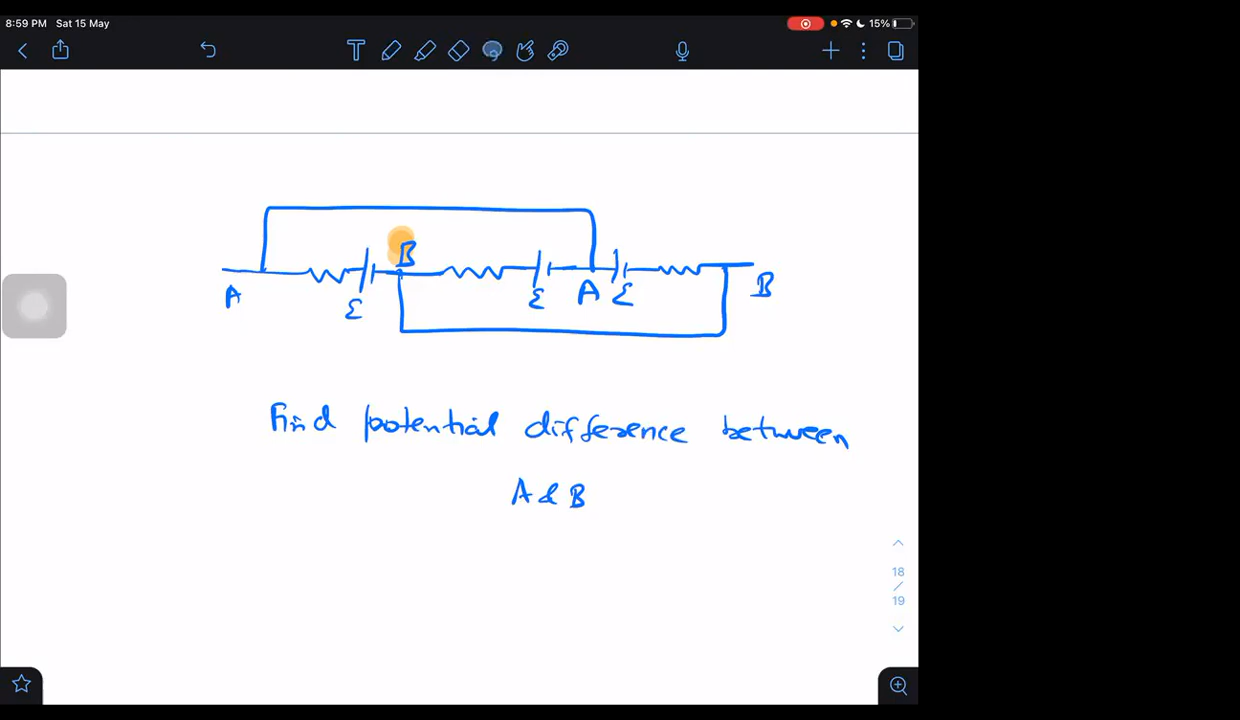 8:59 PM Sat 15 May
15%
T
B
A
ε
ε
A
ε
B
Find potential difference between
A & B
18
/
19